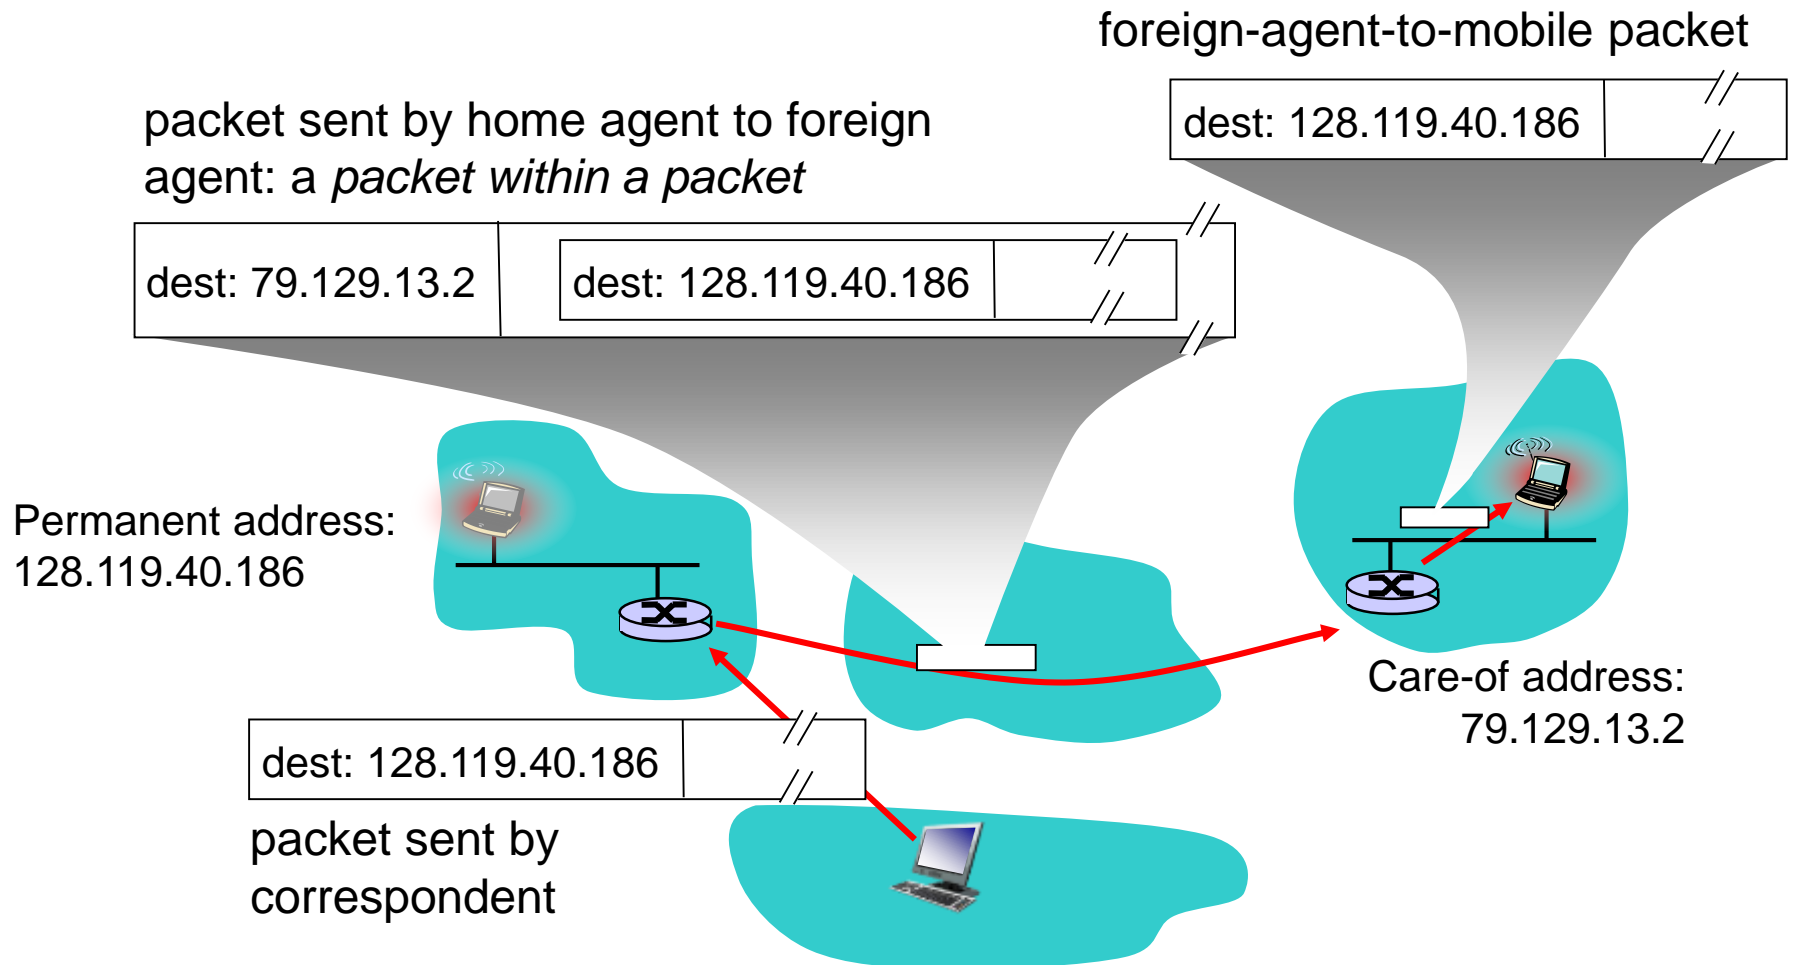 foreign-agent-to-mobile packet
dest: 128.119.40.186
packet sent by home agent to foreign
agent: a packet within a packet
dest: 79.129.13.2
dest: 128.119.40.186
Permanent address:
128.119.40.186
Care-of address:
79.129.13.2
dest: 128.119.40.186
packet sent by
correspondent